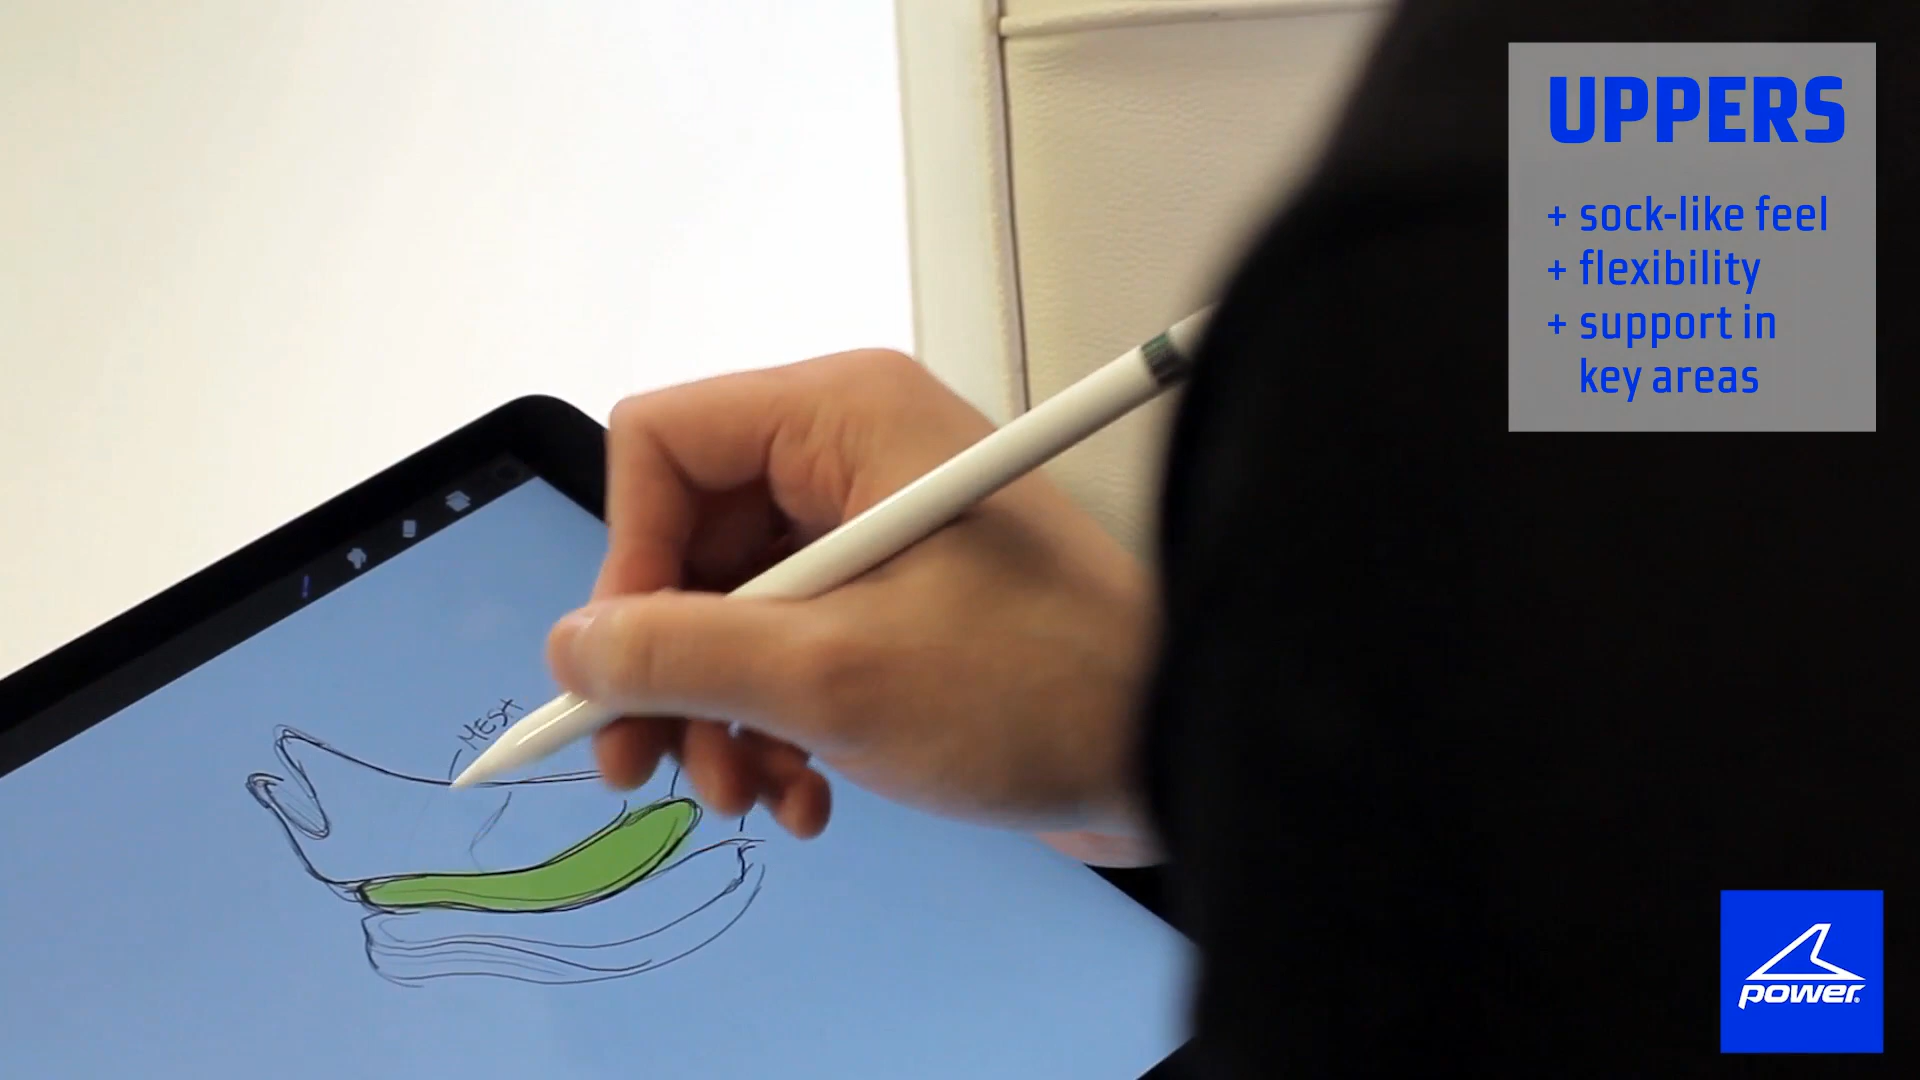 UPPERS
+ sock-like feel
+ flexibility
+ support in
key areas
MESH
power.